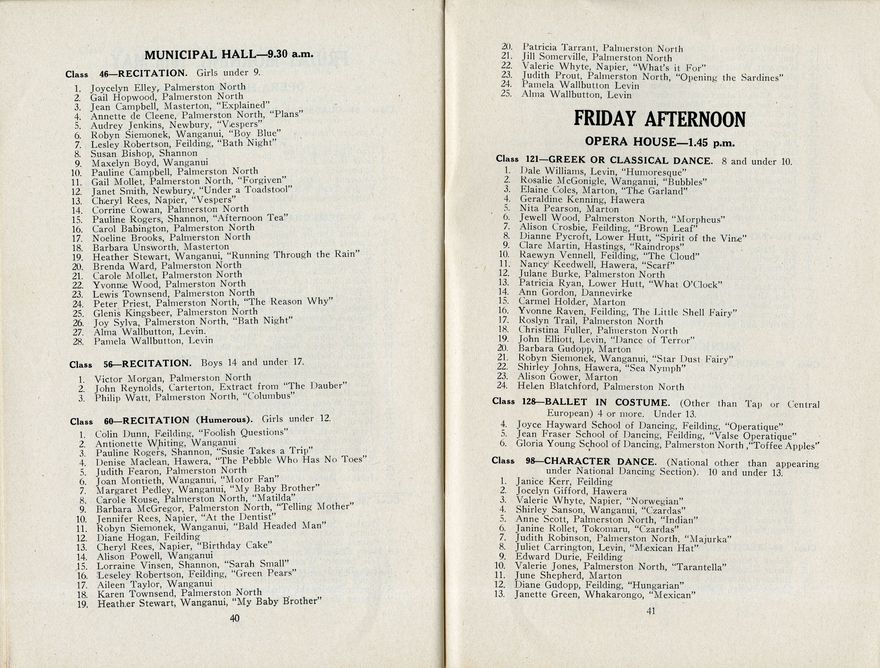 MUNICIPAL HALL—9.30 a.m.
Class 46—RECITATION. Girls under 9.
1. Joycelyn Elley, Palmerston North
2. Gail Hopwood, Palmerston North
3. Jean Campbell, Masterton, "Explained"
4. Annette de Cleene, Palmerston North, "Plans"
5. Audrey Jenkins, Newbury, "Vespers"
6. Robyn Siemonek, Wanganui, "Boy Blue"
7. Lesley Robertson, Feilding, "Bath Night"
8. Susan Bishop, Shannon
9. Maxelyn Boyd, Wanganui
10. Pauline Campbell, Palmerston North
11. Gail Mollet, Palmerston North, "Forgiven"
12. Janet Smith, Newbury, "Under a Toadstool"
13. Cheryl Rees, Napier, "Vespers"
14. Corrine Cowan, Palmerston North
15. Pauline Rogers, Shannon, "Afternoon Tea"
16. Carol Babington, Palmerston North
17. Noeline Brooks, Palmerston North
18. Barbara Unsworth, Masterton
19. Heather Stewart, Wanganui, "Running Through the Rain"
20. Brenda Ward, Palmerston North
21. Carole Mollet, Palmerston North
22. Yvonne Wood, Palmerston North
23. Lewis Townsend, Palmerston North
24. Peter Priest, Palmerston North, "The Reason Why"
25. Glenis Kingsbeer, Palmerston North
26. Joy Sylva, Palmerston North, "Bath Night"
27. Alma Wallbutton, Levin.
28. Pamela Wallbutton, Levin
Class 56—RECITATION. Boys 14 and under 17.
1. Victor Morgan, Palmerston North
2. John Reynolds, Carterton, Extract from "The Dauber"
3. Philip Watt, Palmerston North, "Columbus"
Class 60—RECITATION (Humerous). Girls under 12.
1. Colin Dunn, Feilding, "Foolish Questions"
2. Antionette Whiting, Wanganui
3. Pauline Rogers, Shannon, "Susie Takes a Trip"
4. Denise Maclean, Hawera, "The Pebble Who Has No Toes"
5. Judith Fearon, Palmerston North
6. Joan Montieth, Wanganui, "Motor Fan"
7. Margaret Pedley, Wanganui, "My Baby Brother"
8. Carole Rouse, Palmerston North, "Matilda"
9. Barbara McGregor, Palmerston North, "Telling Mother"
10. Jennifer Rees, Napier, "At the Dentist"
11. Robyn Siemonek, Wanganui, "Bald Headed Man"
12. Diane Hogan, Feilding
13. Cheryl Rees, Napier, "Birthday Cake"
14. Alison Powell, Wanganui
15. Lorraine Vinsen, Shannon, "Sarah Small"
16. Leseley Robertson, Feilding, "Green Pears"
17. Aileen Taylor, Wanganui
18. Karen Townsend, Palmerston North
19. Heather Stewart, Wanganui, "My Baby Brother"
40
20. Patricia Tarrant, Palmerston North
21. Jill Somerville, Palmerston North
22. Valerie Whyte, Napier, "What's it For"
23. Judith Prout, Palmerston North, "Opening the Sardines"
24. Pamela Wallbutton Levin
25. Alma Wallbutton, Levin
FRIDAY AFTERNOON
OPERA HOUSE—1.45 p.m.
Class 121—GREEK OR CLASSICAL DANCE. 8 and under 10.
1. Dale Williams, Levin, "Humoresque"
2. Rosalie McGonigle, Wanganui, "Bubbles"
3. Elaine Coles, Marton, "The Garland"
4. Geraldine Kenning, Hawera
5. Nita Pearson, Marton
6. Jewell Wood, Palmerston North, "Morpheus"
7. Alison Crosbie, Feilding, "Brown Leaf"
8. Dianne Pycroft, Lower Hutt, "Spirit of the Vine"
9. Clare Martin, Hastings, "Raindrops"
10. Raewyn Vennell, Feilding, "The Cloud"
11. Nancy Keedwell, Hawera, "Scarf"
12. Julane Burke, Palmerston North
13. Patricia Ryan, Lower Hutt, "What O'Clock"
14. Ann Gordon, Dannevirke
15. Carmel Holder, Marton
16. Yvonne Raven, Feilding, The Little Shell Fairy"
17. Roslyn Trail, Palmerston North
18. Christina Fuller, Palmerston North
19. John Elliott, Levin, "Dance of Terror"
20. Barbara Gudopp, Marton
21. Robyn Siemonek, Wanganui, "Star Dust Fairy"
22. Shirley Johns, Hawera, "Sea Nymph"
23. Alison Gower, Marton
24. Helen Blatchford, Palmerston North
Class 128—BALLET IN COSTUME. (Other than Tap or Central
European) 4 or more. Under 13.
4. Joyce Hayward School of Dancing, Feilding, "Operatique"
5. Jean Fraser School of Dancing, Feilding, "Valse Operatique"
6. Gloria Young School of Dancing, Palmerston North ,"Toffee Apples"
Class 98—CHARACTER DANCE. (National other than appearing
under National Dancing Section). 10 and under 13.
1. Janice Kerr, Feilding
2. Jocelyn Gifford, Hawera
3. Valerie Whyte, Napier, "Norwegian"
4. Shirley Sanson, Wanganui, "Czardas"
5. Anne Scott, Palmerston North, "Indian"
6. Janine Rollet, Tokomaru, "Czardas"
7. Judith Robinson, Palmerston North, "Majurka"
8. Juliet Carrington, Levin, "Mexican Hat"
9. Edward Durie, Feilding
10. Valerie Jones, Palmerston North, "Tarantella"
11. June Shepherd, Marton
12. Diane Gudopp, Feilding, "Hungarian"
13. Janette Green, Whakarongo, "Mexican"
41